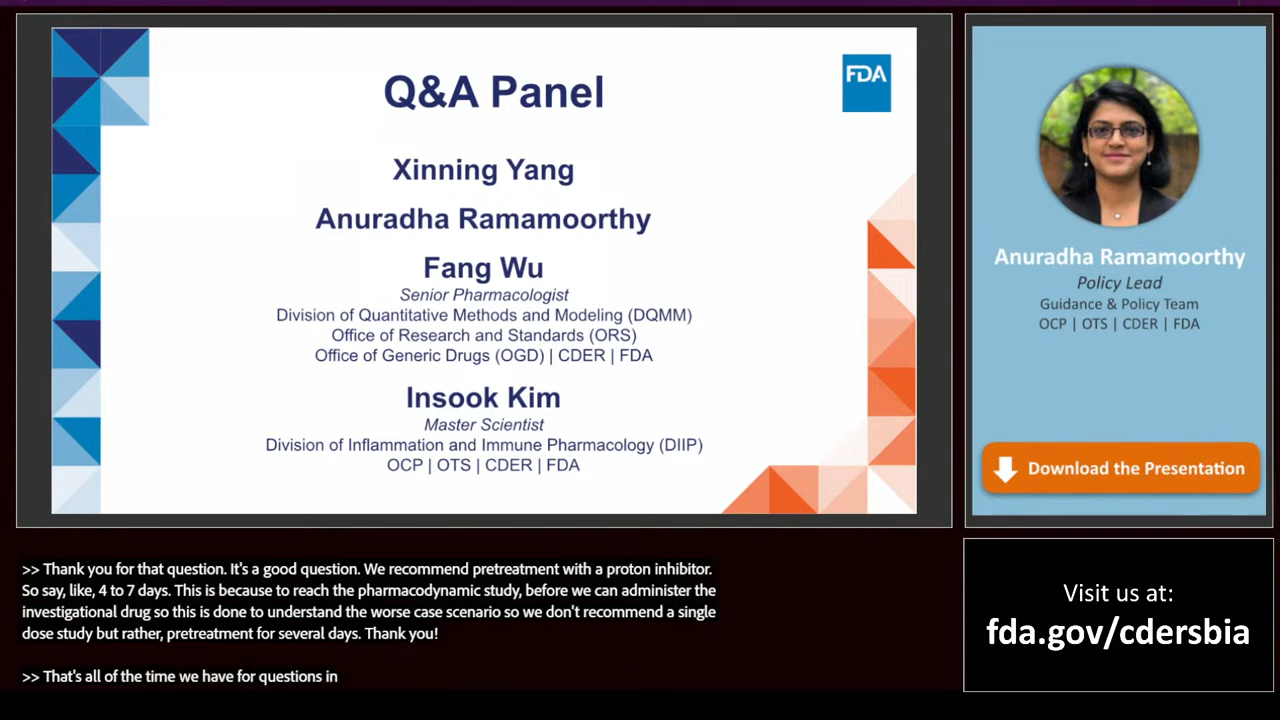 Q&A Panel
FDA
Xinning Yang
Anuradha Ramamoorthy
Fang Wu
Senior Pharmacologist
Division of Quantitative Methods and Modeling (DQMM)
Office of Research and Standards (ORS)
Office of Generic Drugs (OGD) | CDER | FDA
Insook Kim
Master Scientist
Division of Inflammation and Immune Pharmacology (DIIP)
OCP | OTS | CDER | FDA
Anuradha Ramamoorthy
Policy Lead
Guidance & Policy Team
OCP | OTS | CDER | FDA
Download the Presentation
>> Thank you for that question. It's a good question. We recommend pretreatment with a proton inhibitor.
So say, like, 4 to 7 days. This is because to reach the pharmacodynamic study, before we can administer the
investigational drug so this is done to understand the worse case scenario so we don't recommend a single
dose study but rather, pretreatment for several days. Thank you!
>> That's all of the time we have for questions in
Visit us at:
fda.gov/cdersbia